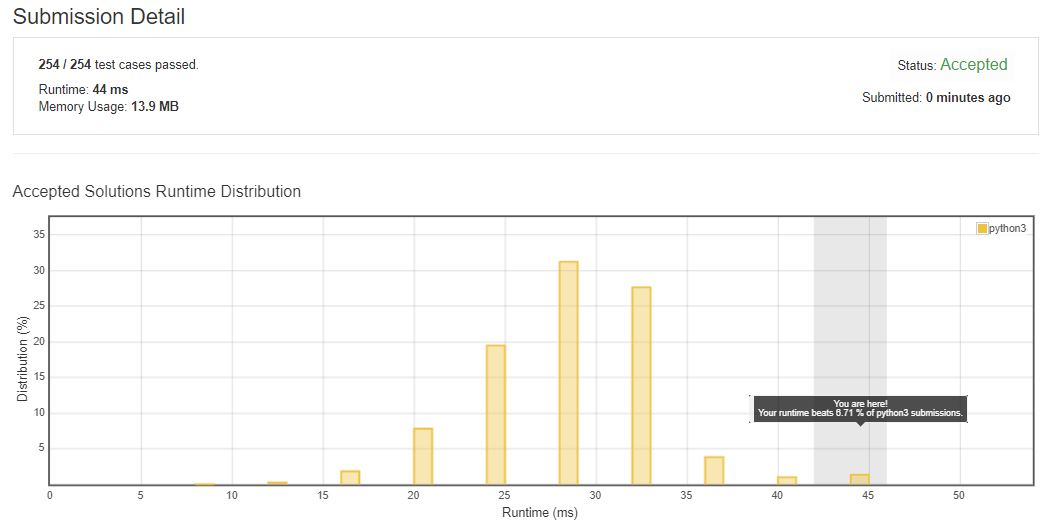 Submission Detail
254 / 254 test cases passed.
Status: Accepted
Runtime: 44 ms
Submitted: 0 minutes ago
Memory Usage: 13.9 MB
Accepted Solutions Runtime Distribution
python3
35
30
25
20
15
10
5
Distribution (%)
You are here!
Your runtime beats 6.71 % of python3 submissions.
0 5 10 15 20 25 30 35 40 45 50
Runtime (ms)